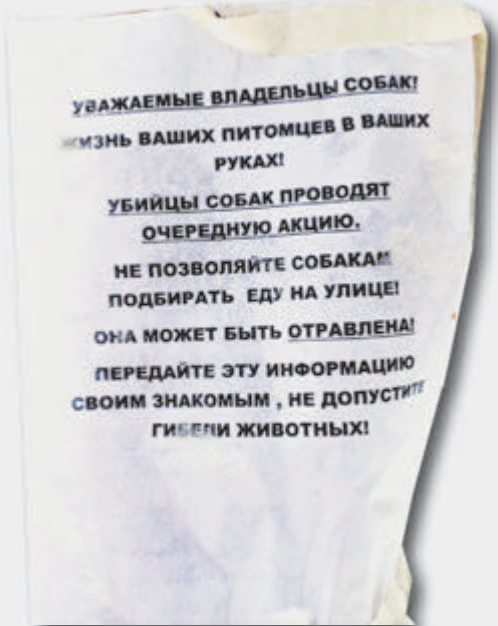 УВАЖАЕМЫЕ ВЛАДЕЛЬЦЫ СОБАК!
ЖИЗНЬ ВАШИХ ПИТОМЦЕВ В ВАШИХ
РУКАХ!
УБИЙЦЫ СОБАК ПРОВОДЯТ
ОЧЕРЕДНУЮ АКЦИЮ.
НЕ ПОЗВОЛЯЙТЕ СОБАКАМ
ПОДБИРАТЬ ЕДУ НА УЛИЦЕ!
ОНА МОЖЕТ БЫТЬ ОТРАВЛЕНА!
ПЕРЕДАЙТЕ ЭТУ ИНФОРМАЦИЮ
СВОИМ ЗНАКОМЫМ , НЕ ДОПУСТИТЕ
ГИБЕЛИ ЖИВОТНЫХ!